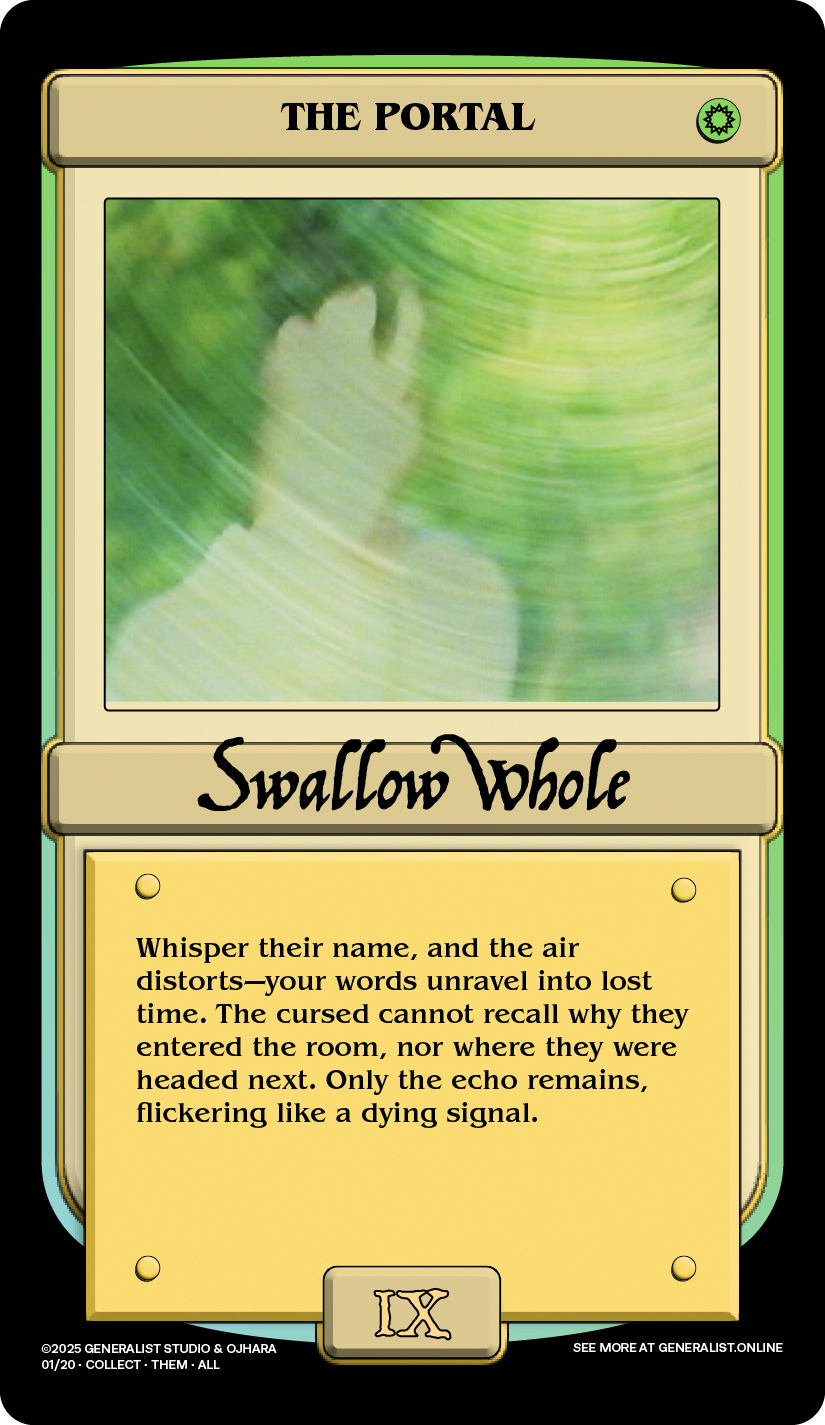 THE PORTAL
Swallow Whole
Whisper their name, and the air
distorts—your words unravel into lost
time. The cursed cannot recall why they
entered the room, nor where they were
headed next. Only the echo remains,
flickering like a dying signal.
IX
©2025 GENERALIST STUDIO & OJHARA
01/20 · COLLECT · THEM · ALL
SEE MORE AT GENERALIST.ONLINE